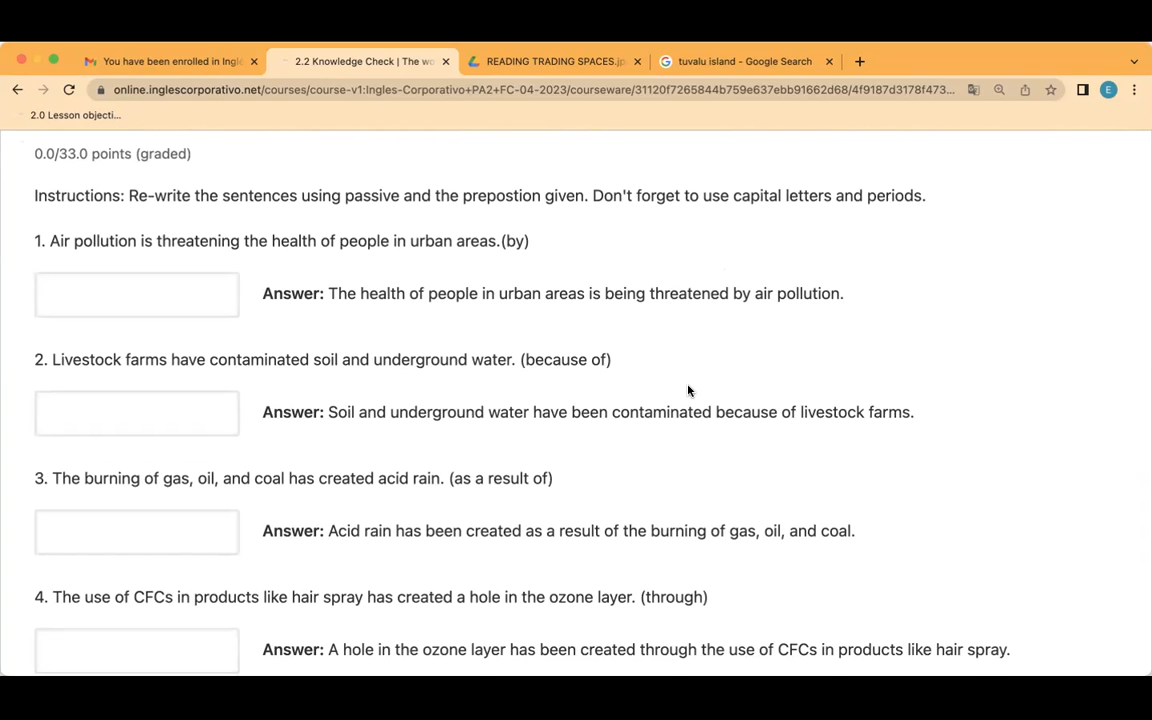 You have been enrolled in Ingl
2.2 Knowledge Check | The wo
READING TRADING SPACES.jp
tuvalu island - Google Search
online.inglescorporativo.net/courses/course-v1:Ingles-Corporativo+PA2+FC-04-2023/courseware/31120f7265844b759e637ebb91662d68/4f9187d3178f473...
E
2.0 Lesson objecti...
0.0/33.0 points (graded)
Instructions: Re-write the sentences using passive and the prepostion given. Don't forget to use capital letters and periods.
1. Air pollution is threatening the health of people in urban areas.(by)
Answer: The health of people in urban areas is being threatened by air pollution.
2. Livestock farms have contaminated soil and underground water. (because of)
Answer: Soil and underground water have been contaminated because of livestock farms.
3. The burning of gas, oil, and coal has created acid rain. (as a result of)
Answer: Acid rain has been created as a result of the burning of gas, oil, and coal.
4. The use of CFCs in products like hair spray has created a hole in the ozone layer. (through)
Answer: A hole in the ozone layer has been created through the use of CFCs in products like hair spray.